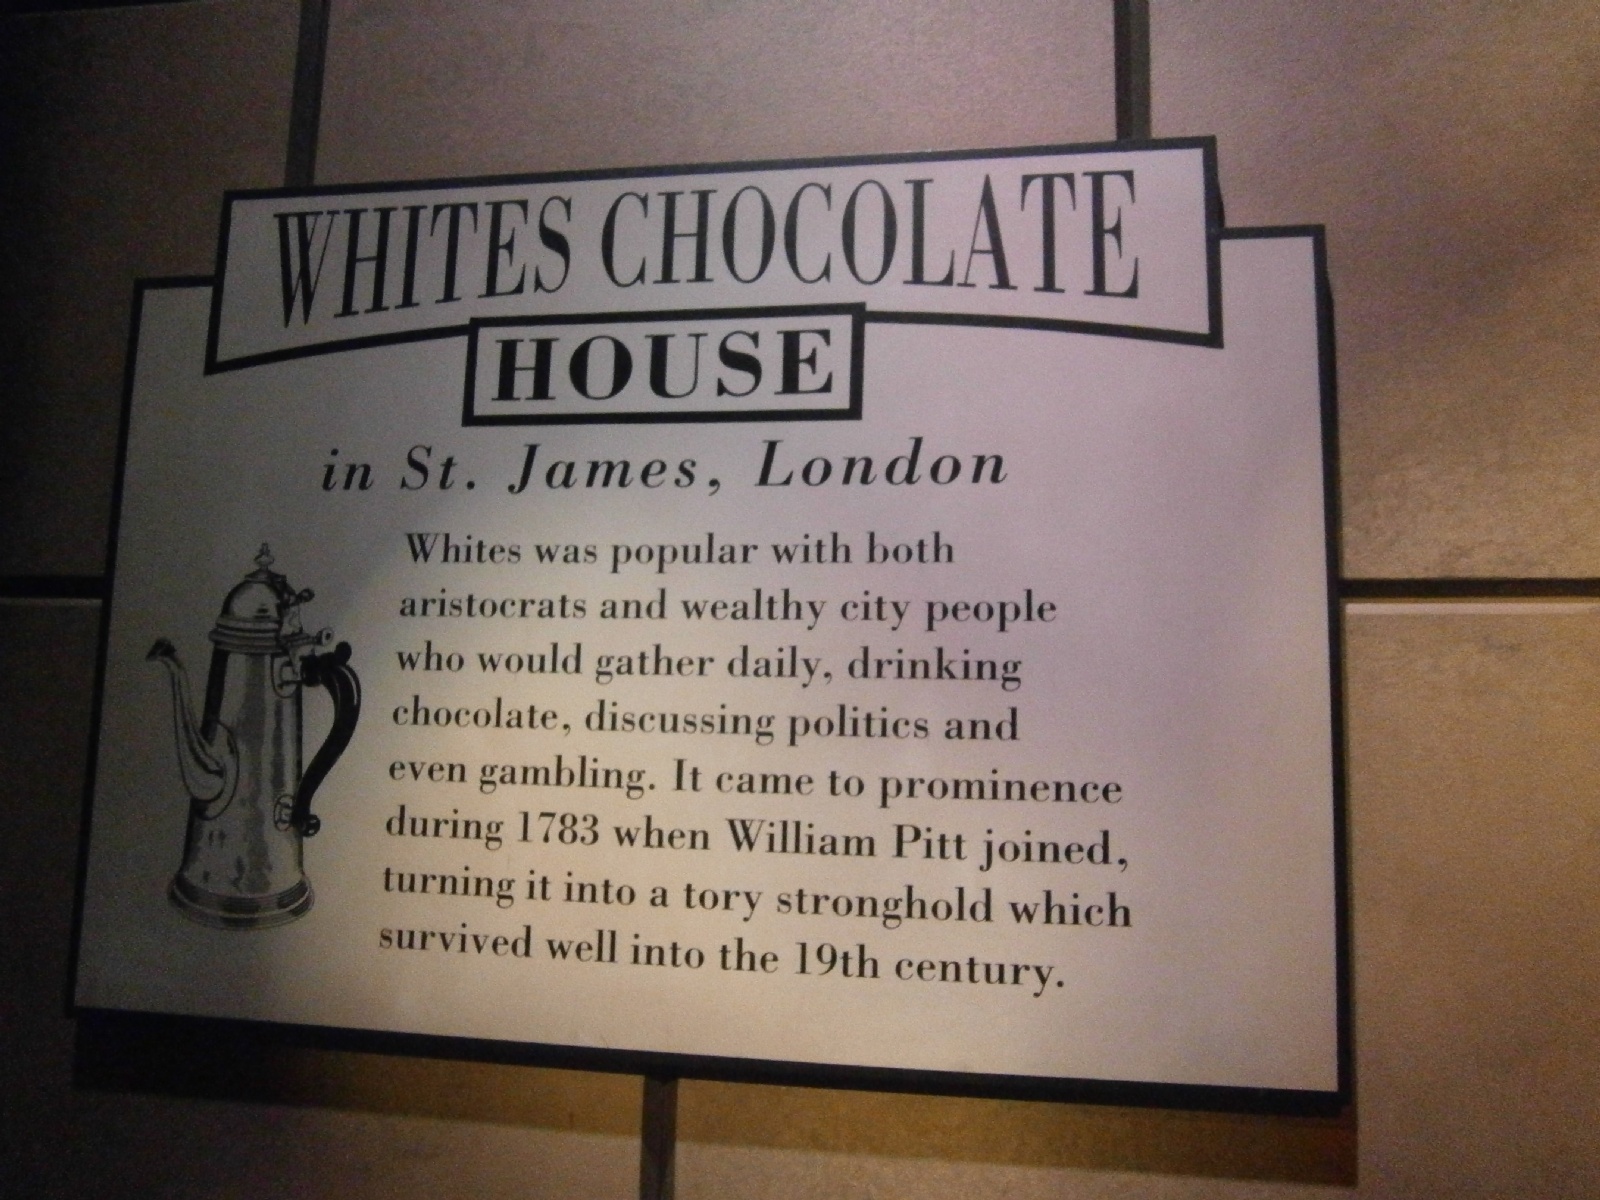 WHITES CHOCOLATE
HOUSE
in St. James, London
Whites was popular with both
aristocrats and wealthy city people
who would gather daily, drinking
chocolate, discussing politics and
even gambling. It came to prominence
during 1783 when William Pitt joined,
turning it into a tory stronghold which
survived well into the 19th century.